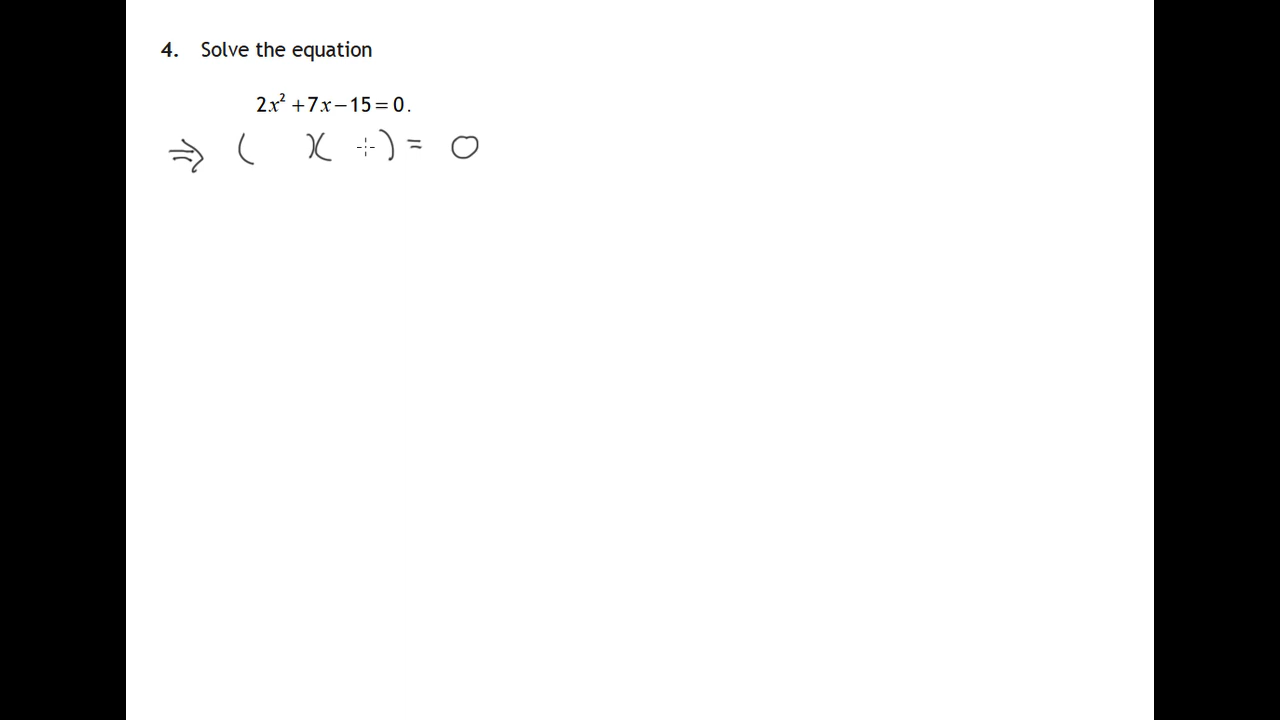 4. Solve the equation
2x² + 7x − 15 = 0.
⇒ ( )( ) = 0